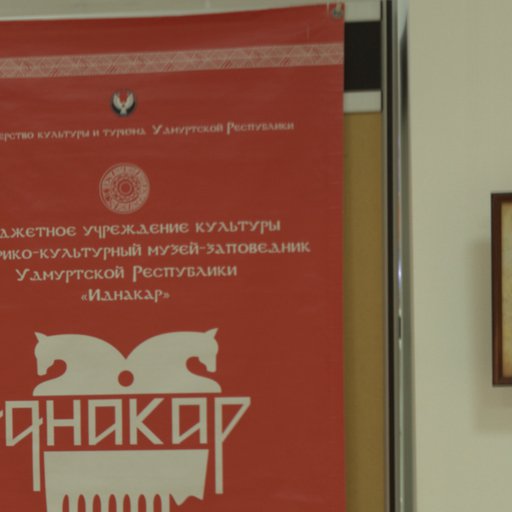 ЕРСТВО КУЛЬТУРЫ И ТУРИЗМА УДМУРТСКОЙ РЕСПУБЛИКИ
ДЖЕТНОЕ УЧРЕЖДЕНИЕ КУЛЬТУРЫ
РИКО-КУЛЬТУРНЫЙ МУЗЕЙ-ЗАПОВЕДНИК
УДМУРТСКОЙ РЕСПУБЛИКИ
«ИДНАКАР»
ДНАКАР